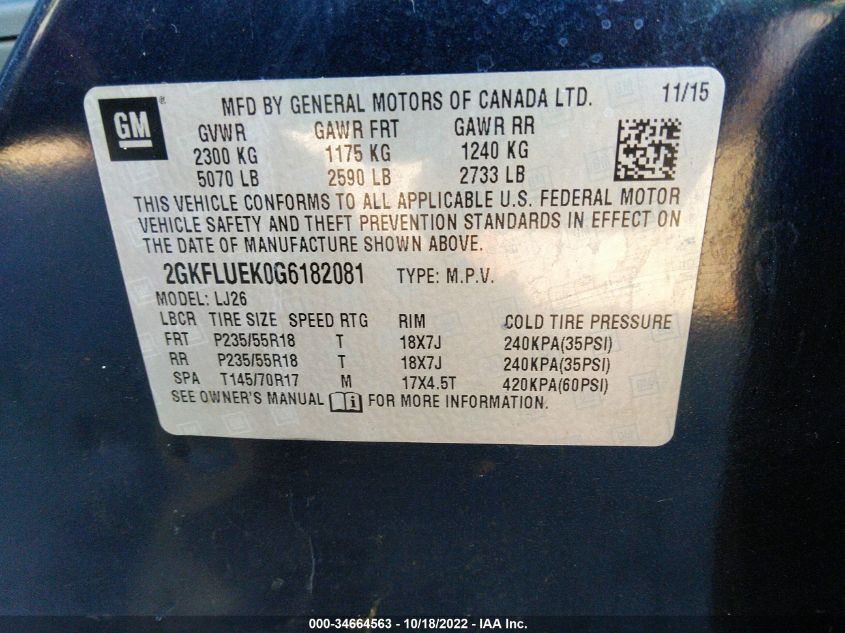 GM
MFD BY GENERAL MOTORS OF CANADA LTD. 11/15
GVWR GAWR FRT GAWR RR
2300 KG 1175 KG 1240 KG
5070 LB 2590 LB 2733 LB
THIS VEHICLE CONFORMS TO ALL APPLICABLE U.S. FEDERAL MOTOR
VEHICLE SAFETY AND THEFT PREVENTION STANDARDS IN EFFECT ON
THE DATE OF MANUFACTURE SHOWN ABOVE.
2GKFLUEK0G6182081 TYPE: M.P.V.
MODEL: LJ26
LBCR TIRE SIZE SPEED RTG RIM COLD TIRE PRESSURE
FRT P235/55R18 T 18X7J 240KPA(35PSI)
RR P235/55R18 T 18X7J 240KPA(35PSI)
SPA T145/70R17 M 17X4.5T 420KPA(60PSI)
SEE OWNER'S MANUAL i FOR MORE INFORMATION.
000-34664563 - 10/18/2022 - IAA Inc.